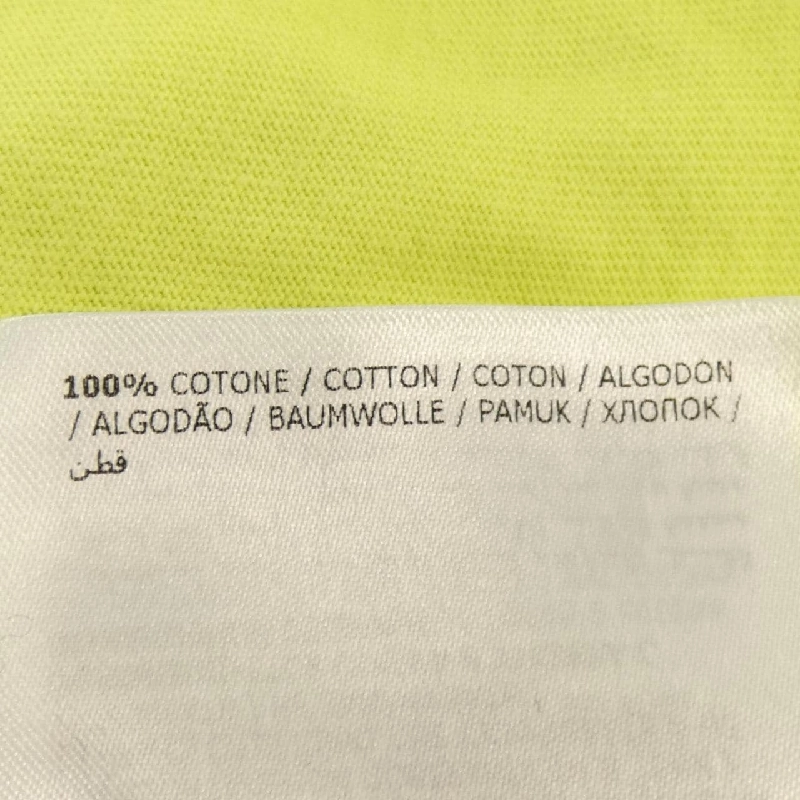 100% COTONE / COTTON / COTON / ALGODON
/ ALGODÃO / BAUMWOLLE / PAMUK / ХЛОПОК /
قطن